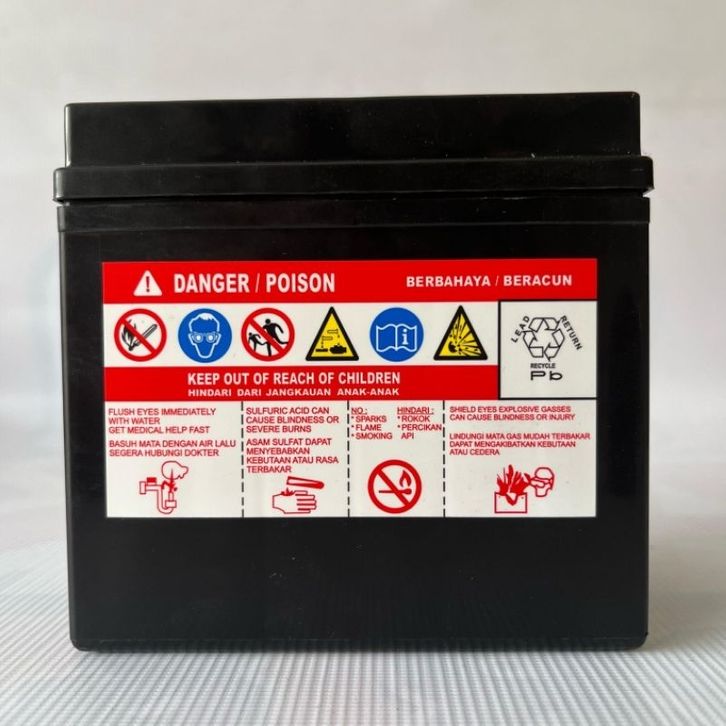 DANGER / POISON
BERBAHAYA / BERACUN
LEAD RETURN
RECYCLE
Pb
KEEP OUT OF REACH OF CHILDREN
HINDARI DARI JANGKAUAN ANAK-ANAK
FLUSH EYES IMMEDIATELY
WITH WATER
GET MEDICAL HELP FAST
BASUH MATA DENGAN AIR LALU
SEGERA HUBUNGI DOKTER
SULFURIC ACID CAN
CAUSE BLINDNESS OR
SEVERE BURNS
ASAM SULFAT DAPAT
MENYEBABKAN
KEBUTAAN ATAU RASA
TERBAKAR
NO :
* SPARKS
* FLAME
* SMOKING
HINDARI :
* ROKOK
* PERCIKAN
API
SHIELD EYES EXPLOSIVE GASSES
CAN CAUSE BLINDNESS OR INJURY
LINDUNGI MATA GAS MUDAH TERBAKAR
DAPAT MENGAKIBATKAN KEBUTAAN
ATAU CEDERA